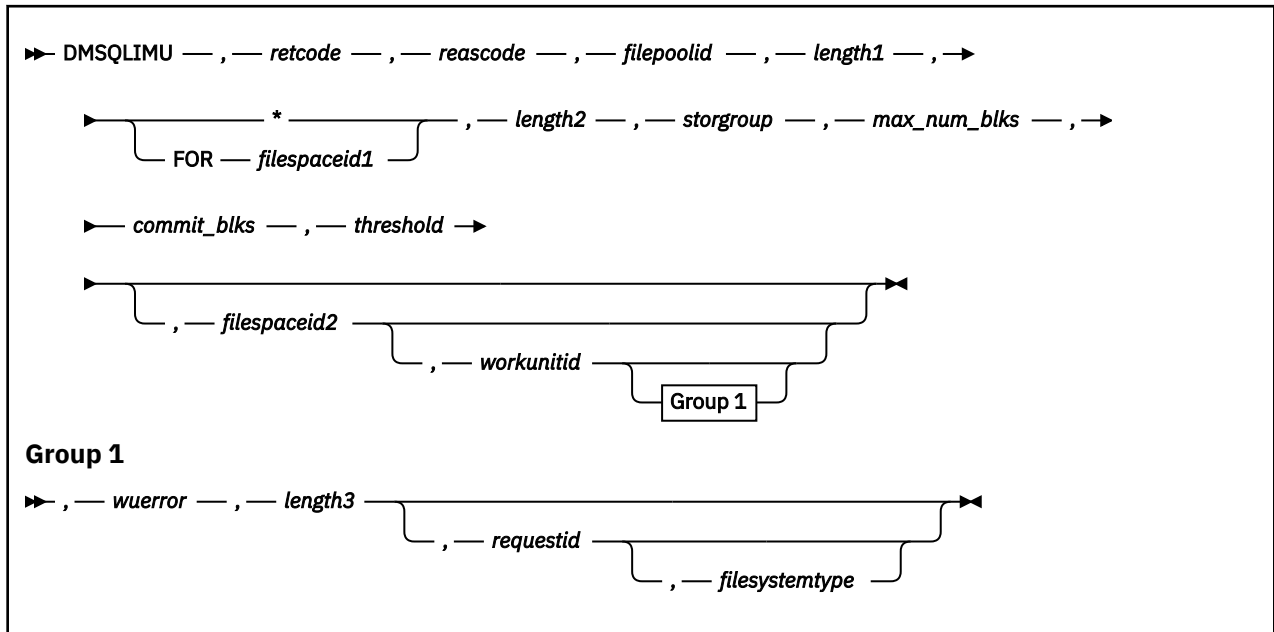 DMSQLIMU , retcode , reascode , filepoolid , length1 ,
* , length2 , storgroup , max_num_blks ,
FOR filespaceid1
commit_blks , threshold
, filespaceid2
, workunitid
Group 1
Group 1
, wuerror , length3
, requestid
, filesystemtype